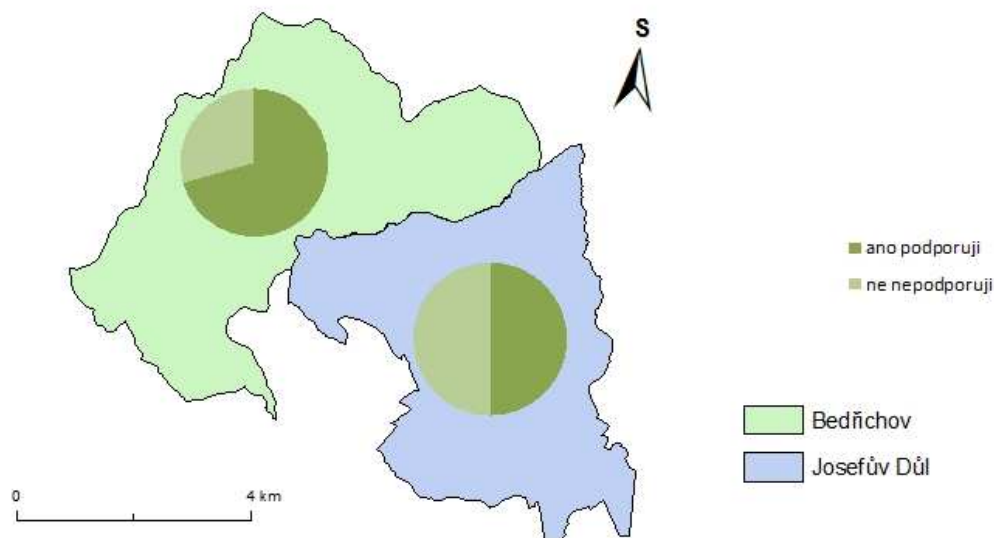 S
ano podporuji
ne nepodporuji
Bedřichov
Josefův Důl
0 4 km